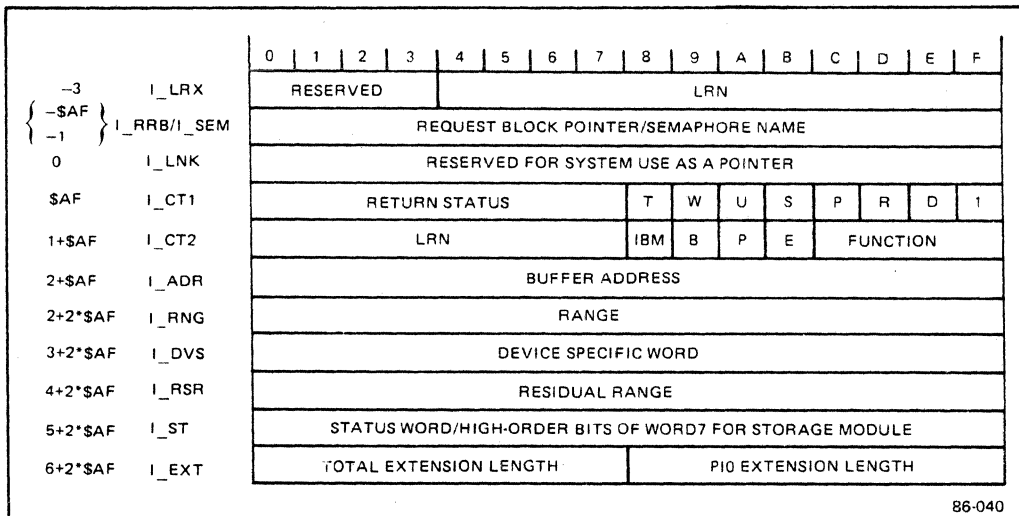 0 1 2 3 4 5 6 7 8 9 A B C D E F
-3 I_LRX RESERVED LRN
{ -$AF
-1 } I_RRB/I_SEM REQUEST BLOCK POINTER/SEMAPHORE NAME
0 I_LNK RESERVED FOR SYSTEM USE AS A POINTER
$AF I_CT1 RETURN STATUS T W U S P R D 1
1+$AF I_CT2 LRN IBM B P E FUNCTION
2+$AF I_ADR BUFFER ADDRESS
2+2*$AF I_RNG RANGE
3+2*$AF I_DVS DEVICE SPECIFIC WORD
4+2*$AF I_RSR RESIDUAL RANGE
5+2*$AF I_ST STATUS WORD/HIGH-ORDER BITS OF WORD7 FOR STORAGE MODULE
6+2*$AF I_EXT TOTAL EXTENSION LENGTH PI0 EXTENSION LENGTH
86-040